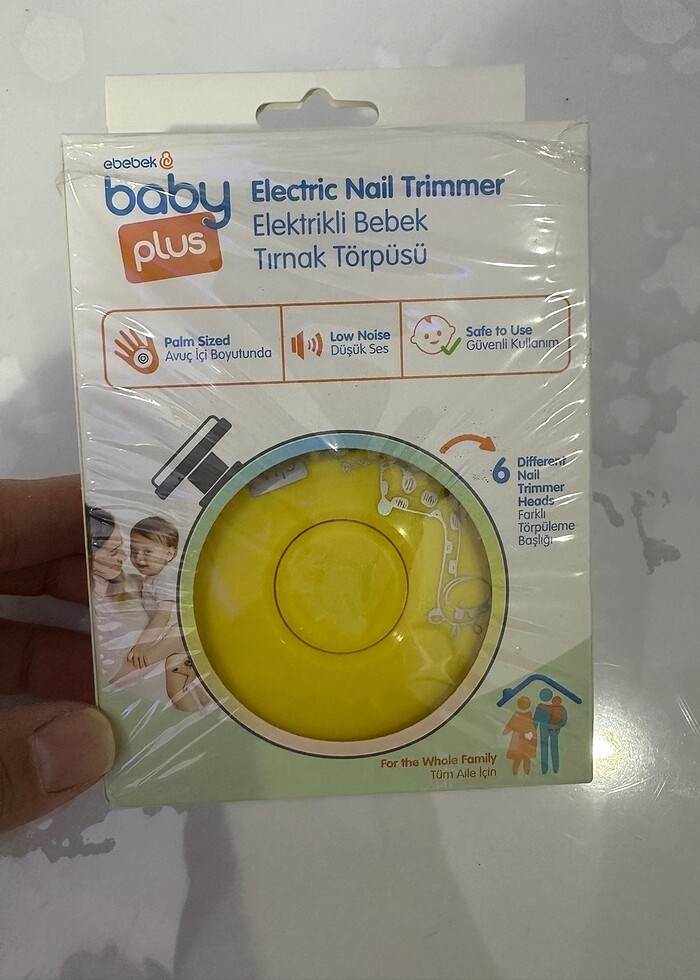 ebebek
baby
plus
Electric Nail Trimmer
Elektrikli Bebek
Tırnak Törpüsü
Palm Sized
Avuç İçi Boyutunda
Low Noise
Düşük Ses
Safe to Use
Güvenli Kullanım
6
Different
Nail
Trimmer
Heads
Farklı
Törpüleme
Başlığı
For the Whole Family
Tüm Aile İçin